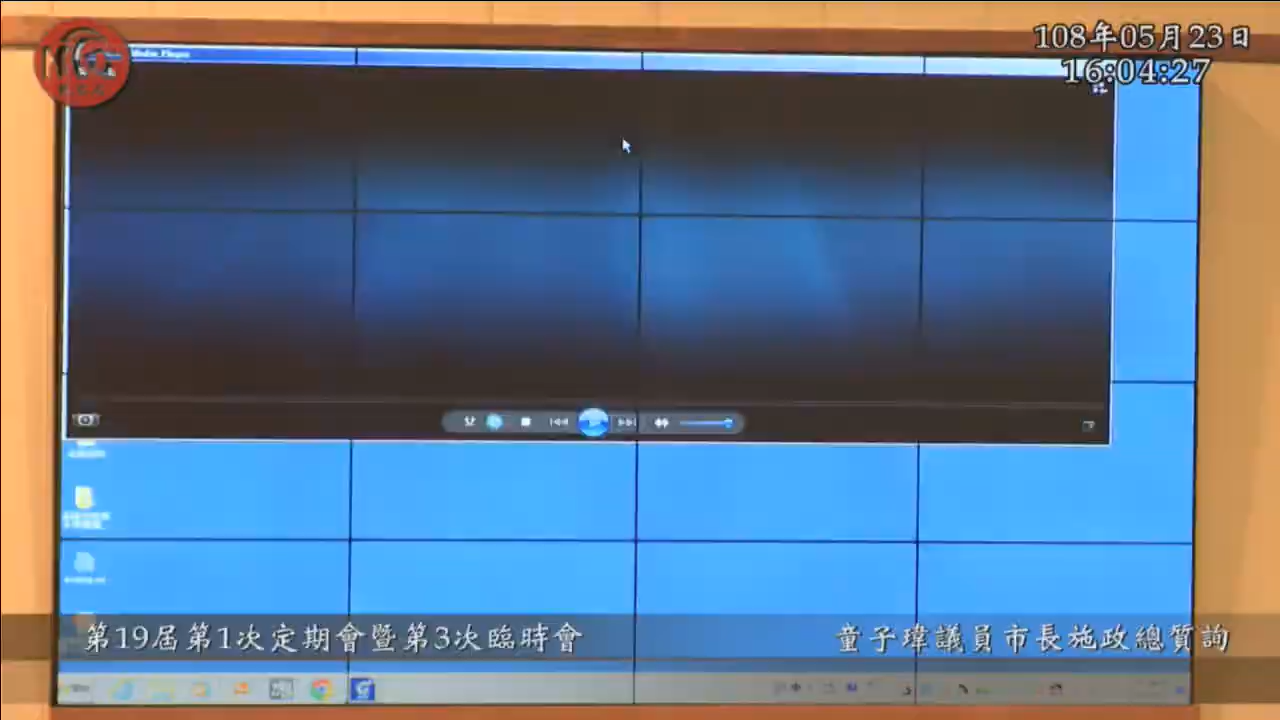 108年05月23日
16:04:27
Media Player
第19屆第1次定期會暨第3次臨時會
童子瑋議員市長施政總質詢